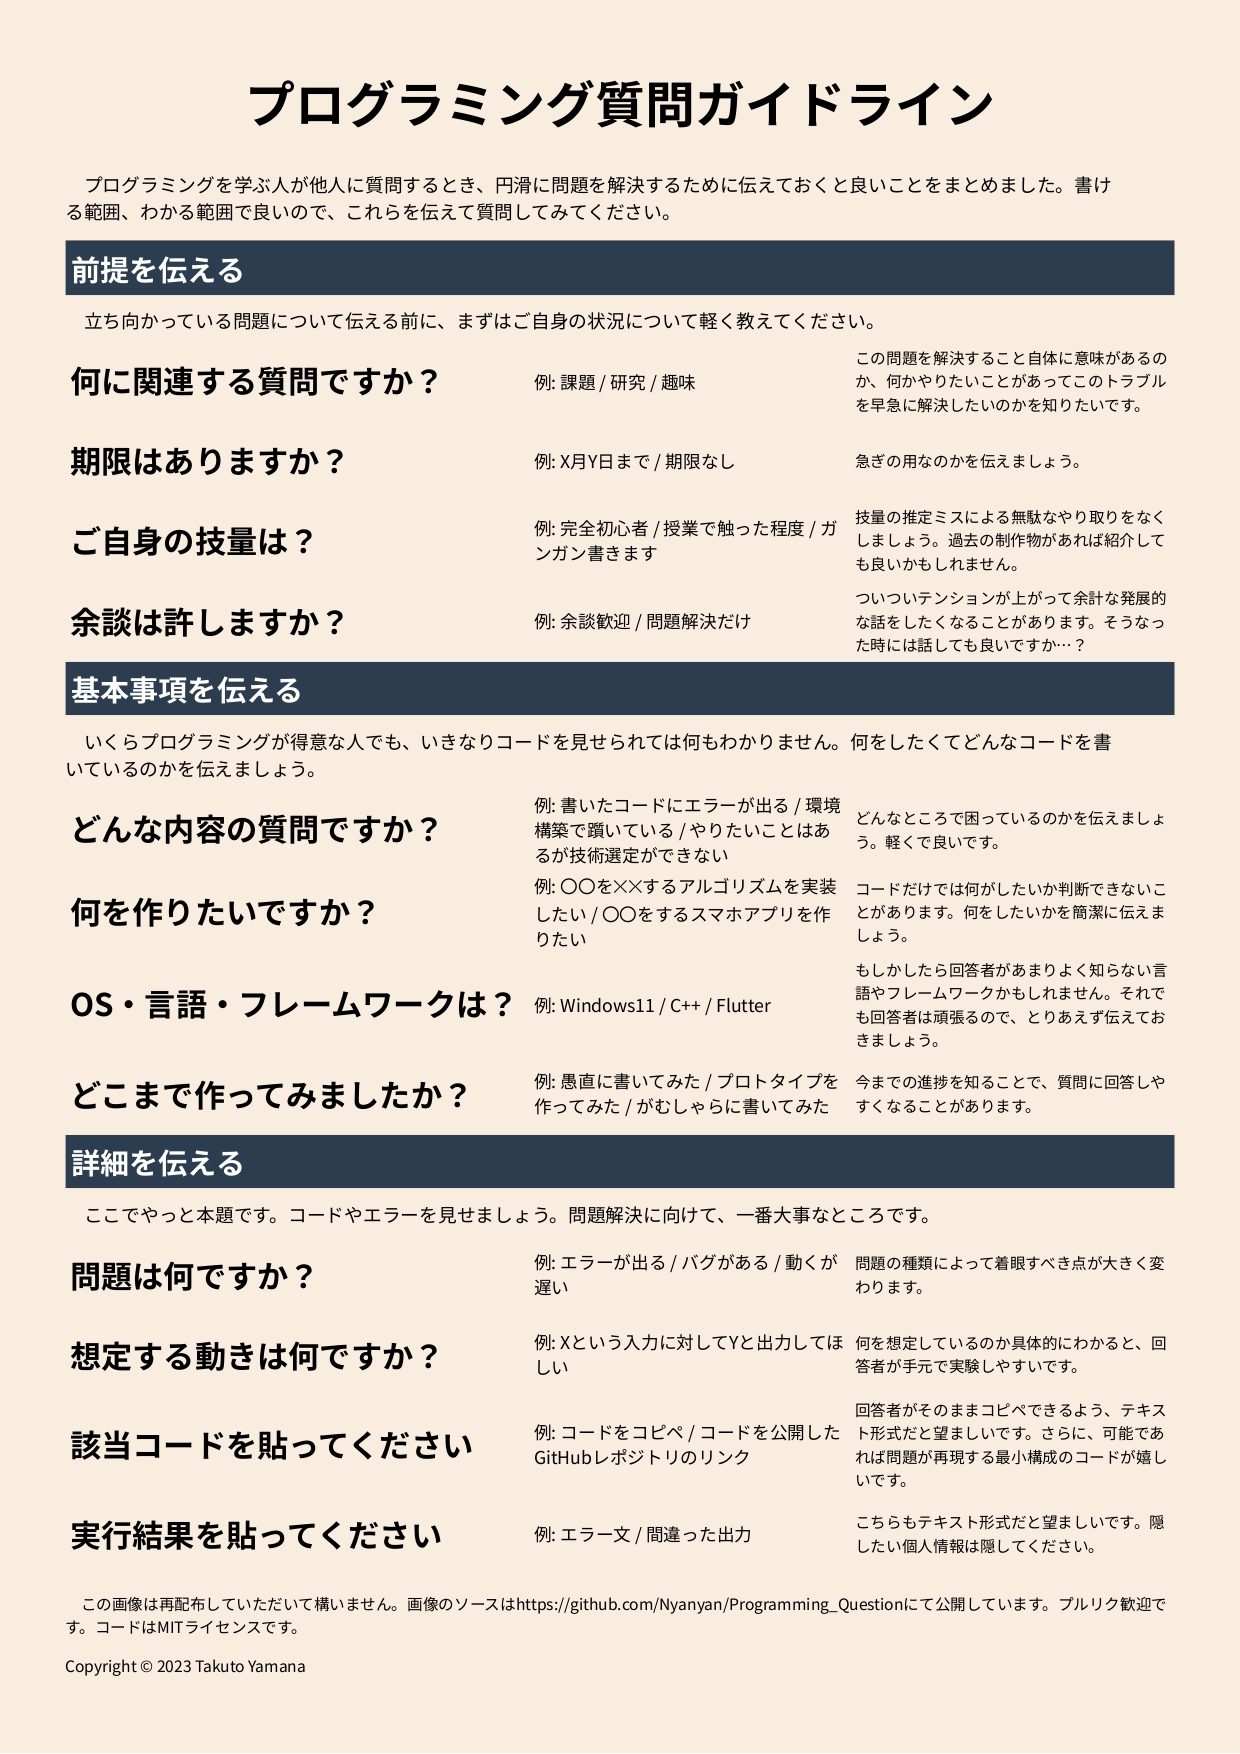 プログラミング質問ガイドライン
プログラミングを学ぶ人が他人に質問するとき、円滑に問題を解決するために伝えておくと良いことをまとめました。書け
る範囲、わかる範囲で良いので、これらを伝えて質問してみてください。
前提を伝える
立ち向かっている問題について伝える前に、まずはご自身の状況について軽く教えてください。
何に関連する質問ですか？
例: 課題 / 研究 / 趣味
この問題を解決すること自体に意味があるの
か、何かやりたいことがあってこのトラブル
を早急に解決したいのかを知りたいです。
期限はありますか？
例: X月Y日まで / 期限なし
急ぎの用なのかを伝えましょう。
ご自身の技量は？
例: 完全初心者 / 授業で触った程度 / ガ
ンガン書きます
技量の推定ミスによる無駄なやり取りをなく
しましょう。過去の制作物があれば紹介して
も良いかもしれません。
余談は許しますか？
例: 余談歓迎 / 問題解決だけ
ついついテンションが上がって余計な発展的
な話をしたくなることがあります。そうなっ
た時には話しても良いですか…？
基本事項を伝える
いくらプログラミングが得意な人でも、いきなりコードを見せられては何もわかりません。何をしたくてどんなコードを書
いているのかを伝えましょう。
どんな内容の質問ですか？
例: 書いたコードにエラーが出る / 環境
構築で躓いている / やりたいことはあ
るが技術選定ができない
どんなところで困っているのかを伝えましょ
う。軽くで良いです。
何を作りたいですか？
例: 〇〇を××するアルゴリズムを実装
したい / 〇〇をするスマホアプリを作
りたい
コードだけでは何がしたいか判断できないこ
とがあります。何をしたいかを簡潔に伝えま
しょう。
OS・言語・フレームワークは？
例: Windows11 / C++ / Flutter
もしかしたら回答者があまりよく知らない言
語やフレームワークかもしれません。それで
も回答者は頑張るので、とりあえず伝えてお
きましょう。
どこまで作ってみましたか？
例: 愚直に書いてみた / プロトタイプを
作ってみた / がむしゃらに書いてみた
今までの進捗を知ることで、質問に回答しや
すくなることがあります。
詳細を伝える
ここでやっと本題です。コードやエラーを見せましょう。問題解決に向けて、一番大事なところです。
問題は何ですか？
例: エラーが出る / バグがある / 動くが
遅い
問題の種類によって着眼すべき点が大きく変
わります。
想定する動きは何ですか？
例: Xという入力に対してYと出力してほ
しい
何を想定しているのか具体的にわかると、回
答者が手元で実験しやすいです。
該当コードを貼ってください
例: コードをコピペ / コードを公開した
GitHubレポジトリのリンク
回答者がそのままコピペできるよう、テキス
ト形式だと望ましいです。さらに、可能であ
れば問題が再現する最小構成のコードが嬉し
いです。
実行結果を貼ってください
例: エラー文 / 間違った出力
こちらもテキスト形式だと望ましいです。隠
したい個人情報は隠してください。
この画像は再配布していただいて構いません。画像のソースはhttps://github.com/Nyanyan/Programming_Questionにて公開しています。プルリク歓迎で
す。コードはMITライセンスです。
Copyright © 2023 Takuto Yamana